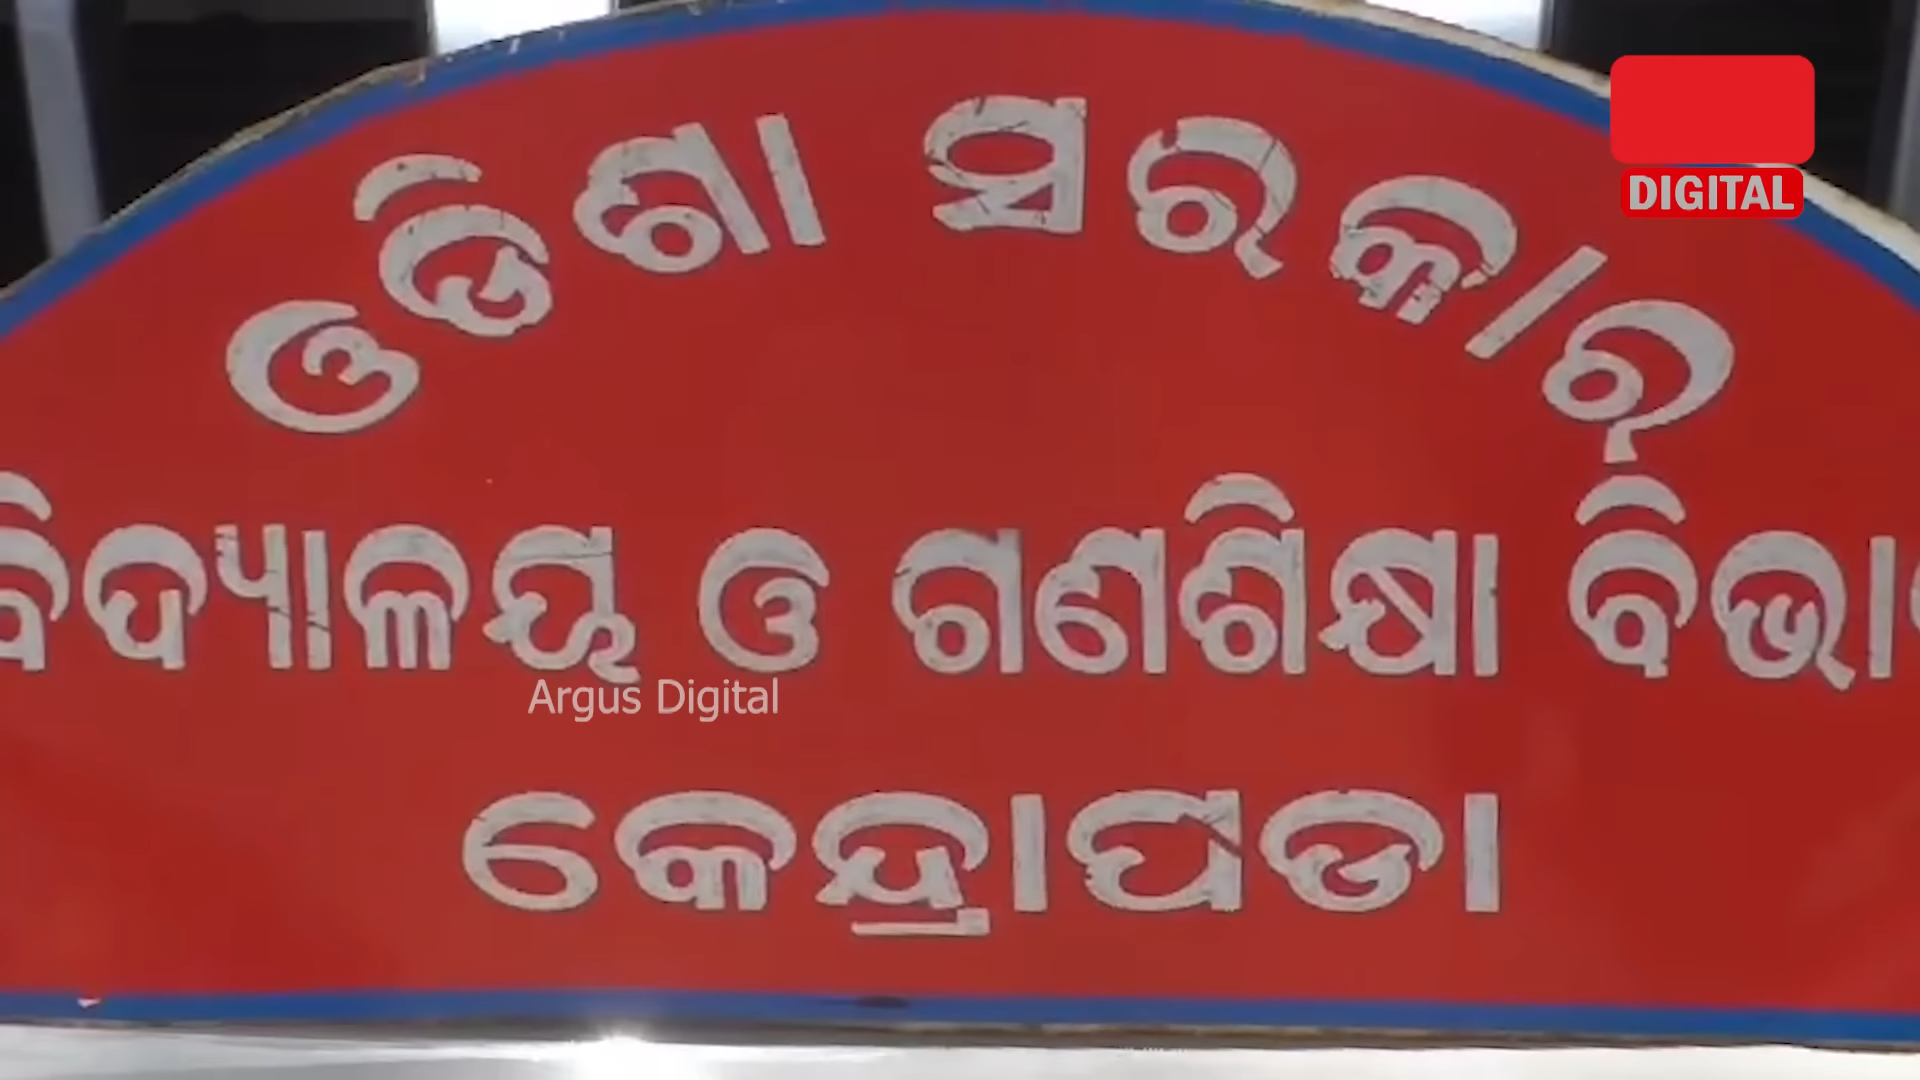 ଓଡିଶା ସରକାର
DIGITAL
ବିଦ୍ୟାଳୟ ଓ ଗଣଶିକ୍ଷା ବିଭା
Argus Digital
କେନ୍ଦ୍ରାପଡା